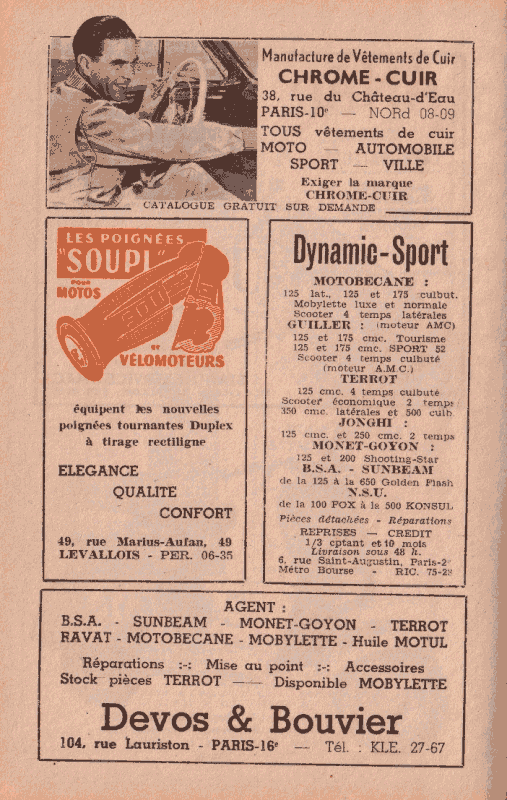 Manufacture de Vêtements de Cuir
CHROME - CUIR
38, rue du Château-d'Eau
PARIS-10e — NORd 08-09
TOUS vêtements de cuir
MOTO — AUTOMOBILE
SPORT — VILLE
Exiger la marque
CHROME-CUIR
CATALOGUE GRATUIT SUR DEMANDE
LES POIGNÉES
"SOUPL"
POUR
MOTOS
ET
VÉLOMOTEURS
équipent les nouvelles
poignées tournantes Duplex
à tirage rectiligne
ELEGANCE
QUALITE
CONFORT
49, rue Marius-Aufan, 49
LEVALLOIS - PER. 06-35
Dynamic-Sport
MOTOBECANE :
125 lat., 125 et 175 culbut.
Mobylette luxe et normale
Scooter 4 temps latérales
GUILLER : (moteur AMC)
125 et 175 cmc. Tourisme
125 et 175 cmc. SPORT 52
Scooter 4 temps culbuté
(moteur A.M.C.)
TERROT
125 cmc. 4 temps culbuté
Scooter économique 2 temps
350 cmc. latérales et 500 culb.
JONGHI :
125 cmc. et 250 cmc. 2 temps
MONET-GOYON :
125 et 200 Shooting-Star
B.S.A. - SUNBEAM
de la 125 à la 650 Golden Flash
N.S.U.
de la 100 FOX à la 500 KONSUL
Pièces détachées - Réparations
REPRISES — CREDIT
1/3 cptant et 10 mois
Livraison sous 48 h.
6, rue Saint-Augustin, Paris-2e
Métro Bourse - RIC. 75-23
AGENT :
B.S.A. - SUNBEAM - MONET-GOYON - TERROT
RAVAT - MOTOBECANE - MOBYLETTE - Huile MOTUL
Réparations :-: Mise au point :-: Accessoires
Stock pièces TERROT —— Disponible MOBYLETTE
Devos & Bouvier
104, rue Lauriston - PARIS-16e — Tél. : KLE. 27-67